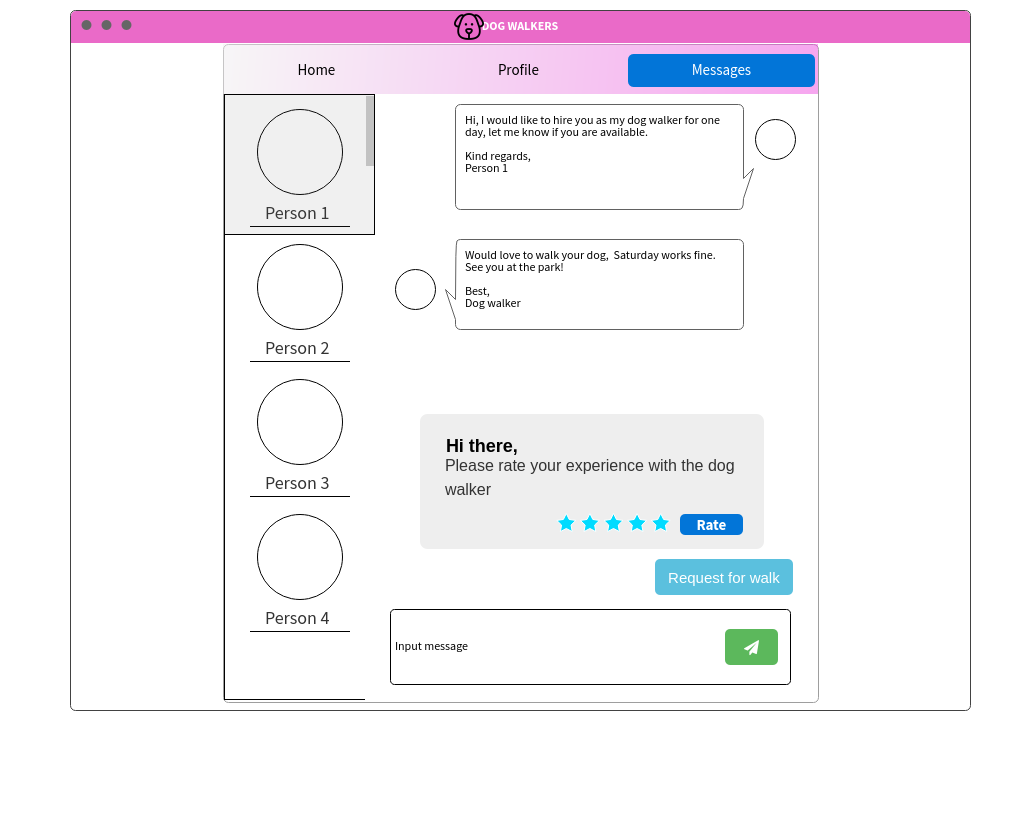 DOG WALKERS
Home
Profile
Messages
Person 1
Person 2
Person 3
Person 4
Hi, I would like to hire you as my dog walker for one
day, let me know if you are available.
Kind regards,
Person 1
Would love to walk your dog,  Saturday works fine.
See you at the park!
Best,
Dog walker
Hi there,
Please rate your experience with the dog
walker
Rate
Request for walk
Input message